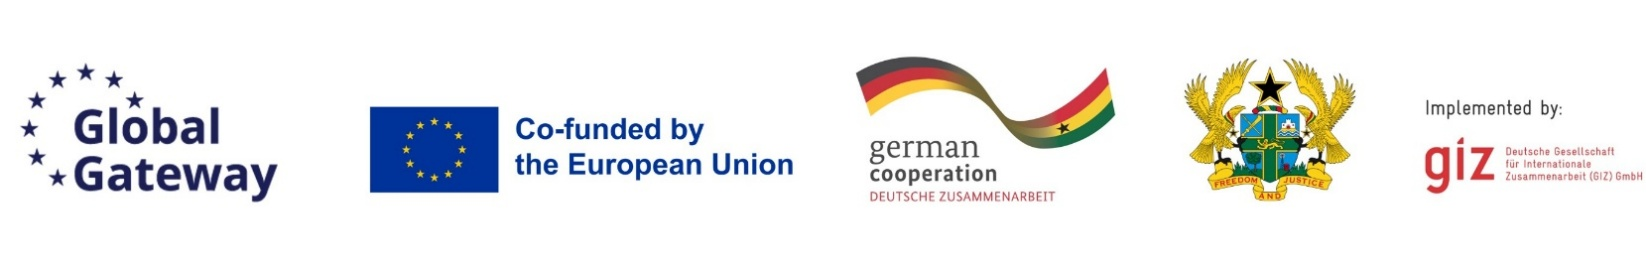 Global
Gateway
Co-funded by
the European Union
german
cooperation
DEUTSCHE ZUSAMMENARBEIT
FREEDOM AND JUSTICE
Implemented by:
giz
Deutsche Gesellschaft
für Internationale
Zusammenarbeit (GIZ) GmbH